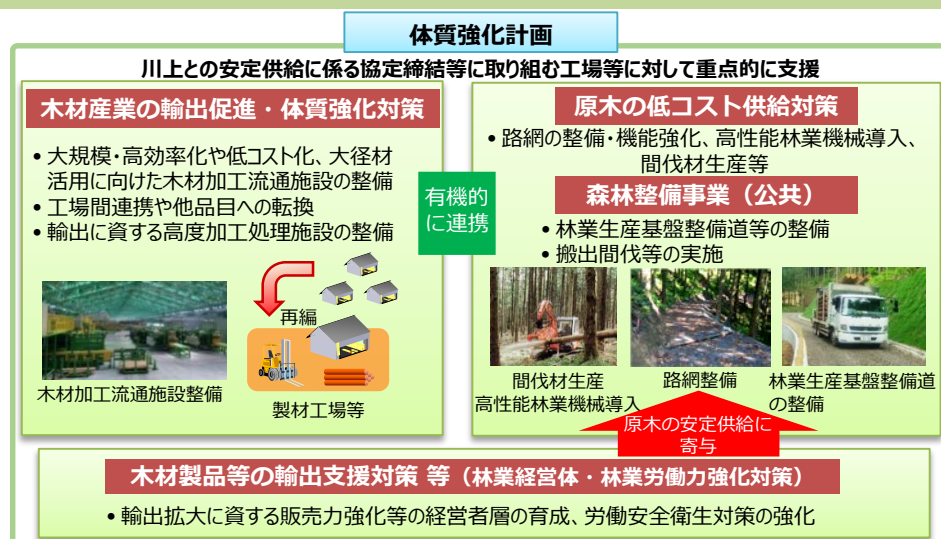 体質強化計画
川上との安定供給に係る協定締結等に取り組む工場等に対して重点的に支援
木材産業の輸出促進・体質強化対策
• 大規模・高効率化や低コスト化、大径材
活用に向けた木材加工流通施設の整備
• 工場間連携や他品目への転換
• 輸出に資する高度加工処理施設の整備
再編
木材加工流通施設整備
製材工場等
有機的
に連携
原木の低コスト供給対策
• 路網の整備・機能強化、高性能林業機械導入、
間伐材生産等
森林整備事業（公共）
• 林業生産基盤整備道等の整備
• 搬出間伐等の実施
間伐材生産
高性能林業機械導入
路網整備
林業生産基盤整備道
の整備
原木の安定供給に
寄与
木材製品等の輸出支援対策 等（林業経営体・林業労働力強化対策）
• 輸出拡大に資する販売力強化等の経営者層の育成、労働安全衛生対策の強化